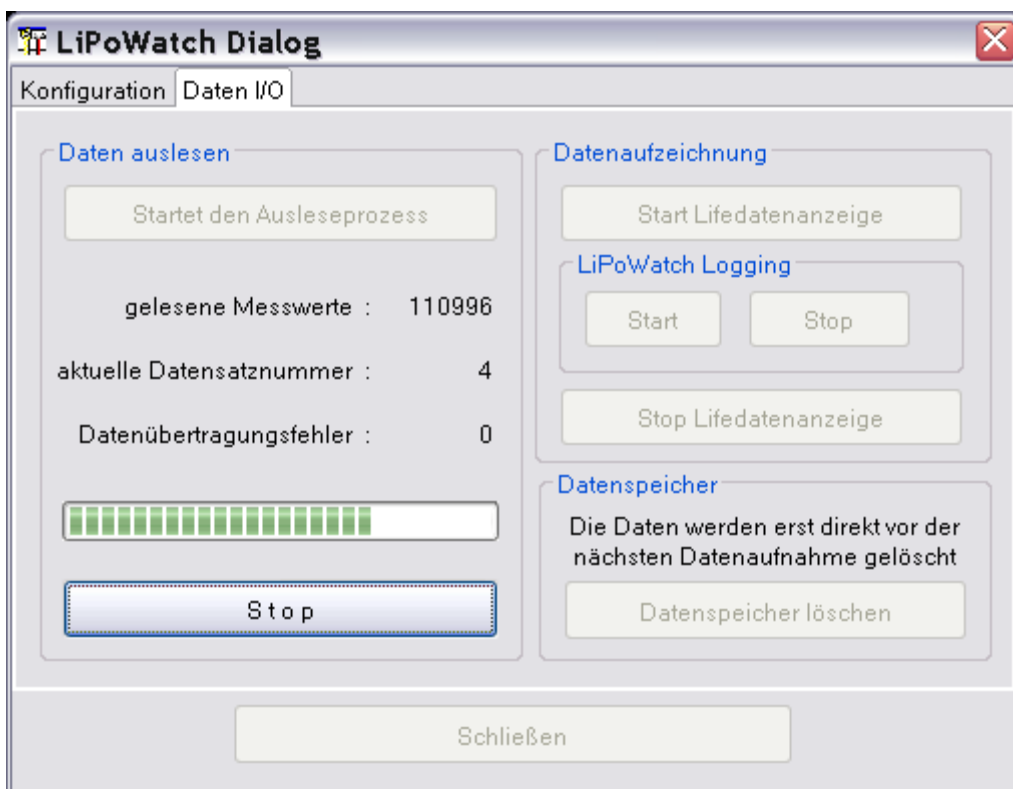 LiPoWatch Dialog
Konfiguration
Daten I/O
Daten auslesen
Startet den Ausleseprozess
gelesene Messwerte : 110996
aktuelle Datensatznummer : 4
Datenübertragungsfehler : 0
Stop
Datenaufzeichnung
Start Lifedatenanzeige
LiPoWatch Logging
Start
Stop
Stop Lifedatenanzeige
Datenspeicher
Die Daten werden erst direkt vor der
nächsten Datenaufnahme gelöscht
Datenspeicher löschen
Schließen